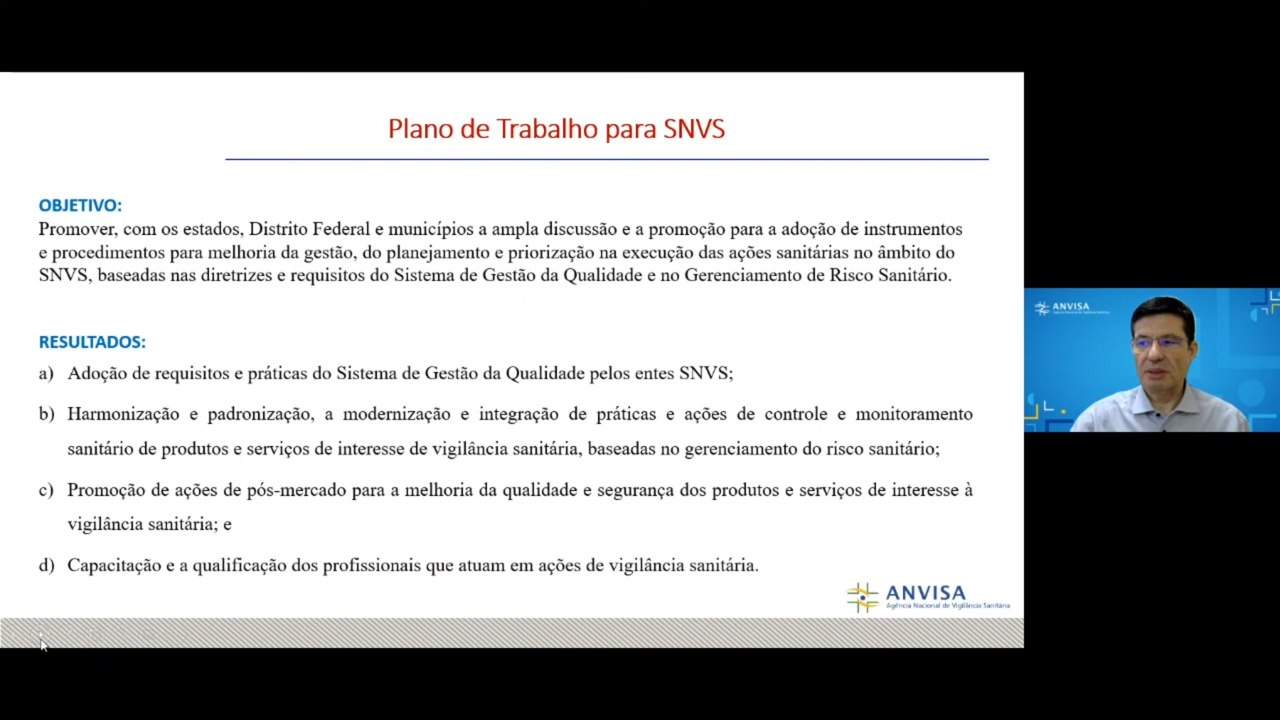 Plano de Trabalho para SNVS
OBJETIVO:
Promover, com os estados, Distrito Federal e municípios a ampla discussão e a promoção para a adoção de instrumentos
e procedimentos para melhoria da gestão, do planejamento e priorização na execução das ações sanitárias no âmbito do
SNVS, baseadas nas diretrizes e requisitos do Sistema de Gestão da Qualidade e no Gerenciamento de Risco Sanitário.
RESULTADOS:
a) Adoção de requisitos e práticas do Sistema de Gestão da Qualidade pelos entes SNVS;
b) Harmonização e padronização, a modernização e integração de práticas e ações de controle e monitoramento
sanitário de produtos e serviços de interesse de vigilância sanitária, baseadas no gerenciamento do risco sanitário;
c) Promoção de ações de pós-mercado para a melhoria da qualidade e segurança dos produtos e serviços de interesse à
vigilância sanitária; e
d) Capacitação e a qualificação dos profissionais que atuam em ações de vigilância sanitária.
ANVISA
Agência Nacional de Vigilância Sanitária
ANVISA
Agência Nacional de Vigilância Sanitária